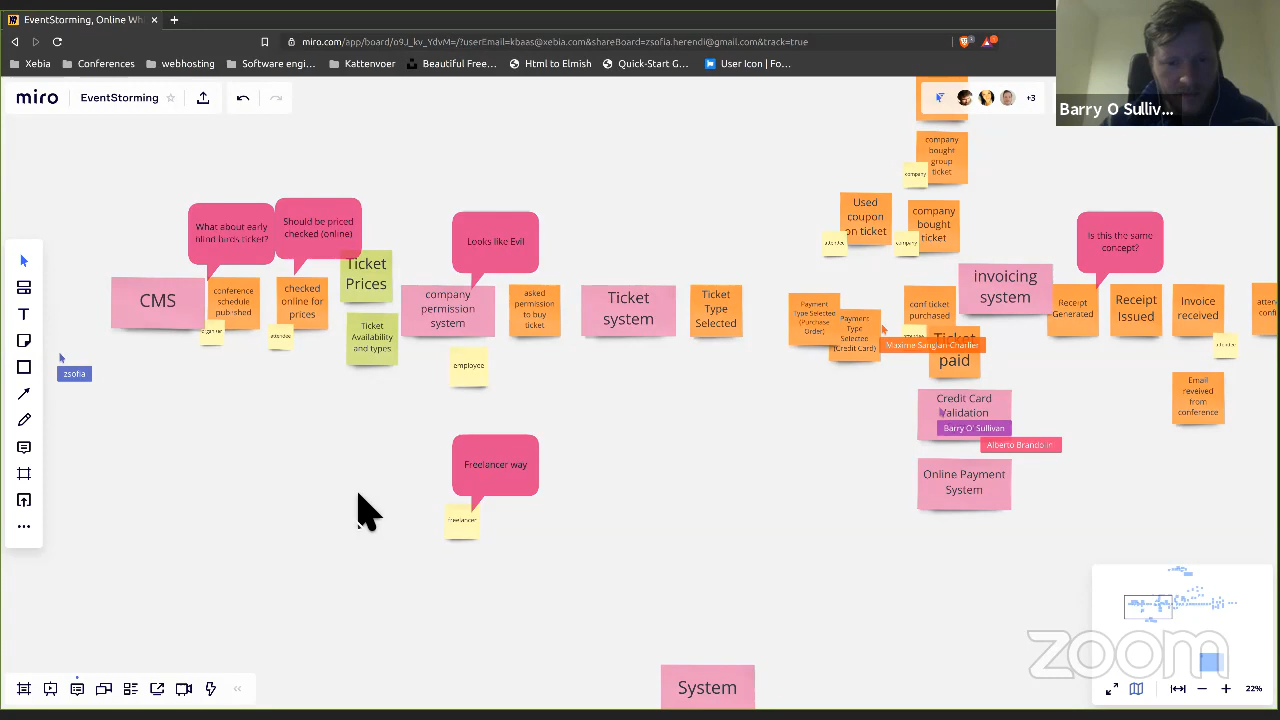 EventStorming, Online Wh
miro.com/app/board/o9J_kv_YdvM=/?userEmail=kbaas@xebia.com&shareBoard=zsofia.herendi@gmail.com&track=true
Xebia
Conferences
webhosting
Software engi...
Kattenvoer
Beautiful Free...
Html to Elmish
Quick-Start G...
User Icon | Fo...
Barry O Sulliv...
miro
EventStorming
+3
company
bought
group
ticket
company
Used
coupon
on ticket
attendee
company
bought
ticket
company
What about early
blind birds ticket?
Should be priced
checked (online)
Looks like Evil
Is this the same
concept?
CMS
conference
schedule
published
organiser
checked
online for
prices
attendee
Ticket
Prices
Ticket
Availability
and types
company
permission
system
employee
asked
permission
to buy
ticket
Ticket
system
Ticket
Type
Selected
Payment
Type Selected
(Purchase
Order)
Payment
Type
Selected
(Credit Card)
conf ticket
purchased
Maxime Sanglan-Charlier
Ticket
paid
invoicing
system
Receipt
Generated
Receipt
Issued
Invoice
received
attendee
Email
reveived
from
conference
zsofia
Credit Card
Validation
Barry O' Sullivan
Alberto Brandolini
Online Payment
System
Freelancer way
freelancer
System
zoom
22%